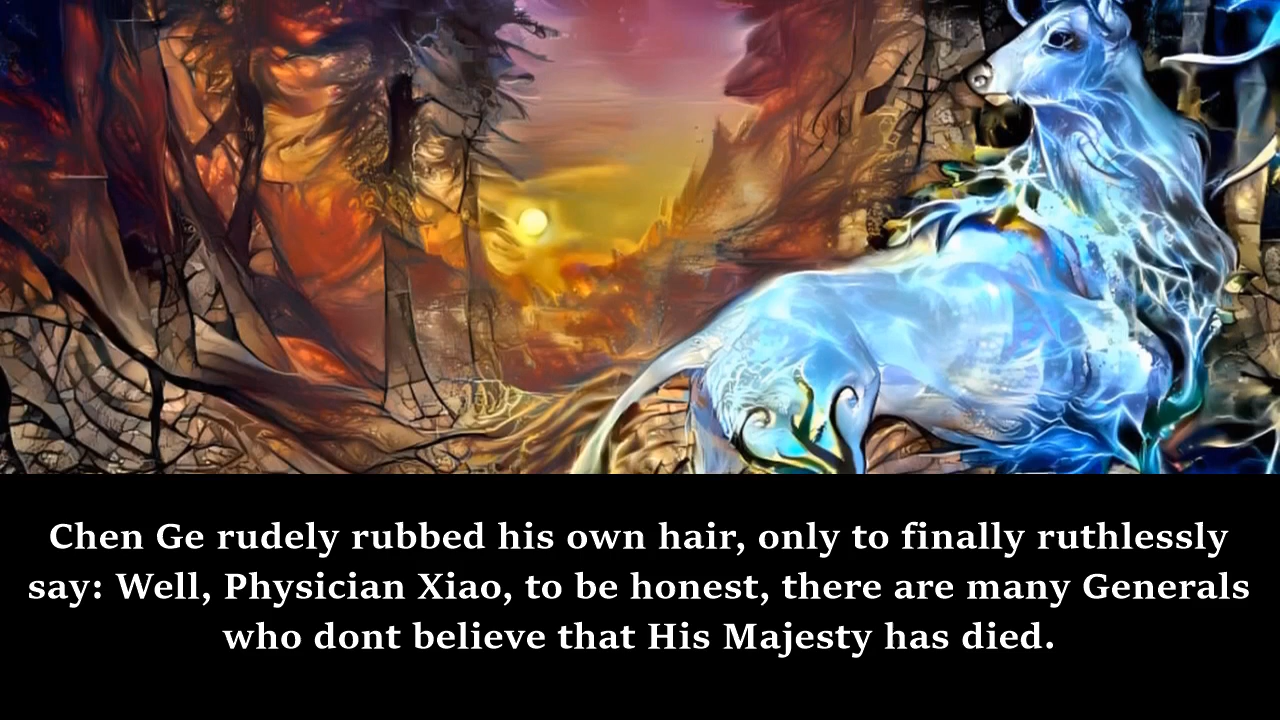 Chen Ge rudely rubbed his own hair, only to finally ruthlessly
say: Well, Physician Xiao, to be honest, there are many Generals
who dont believe that His Majesty has died.